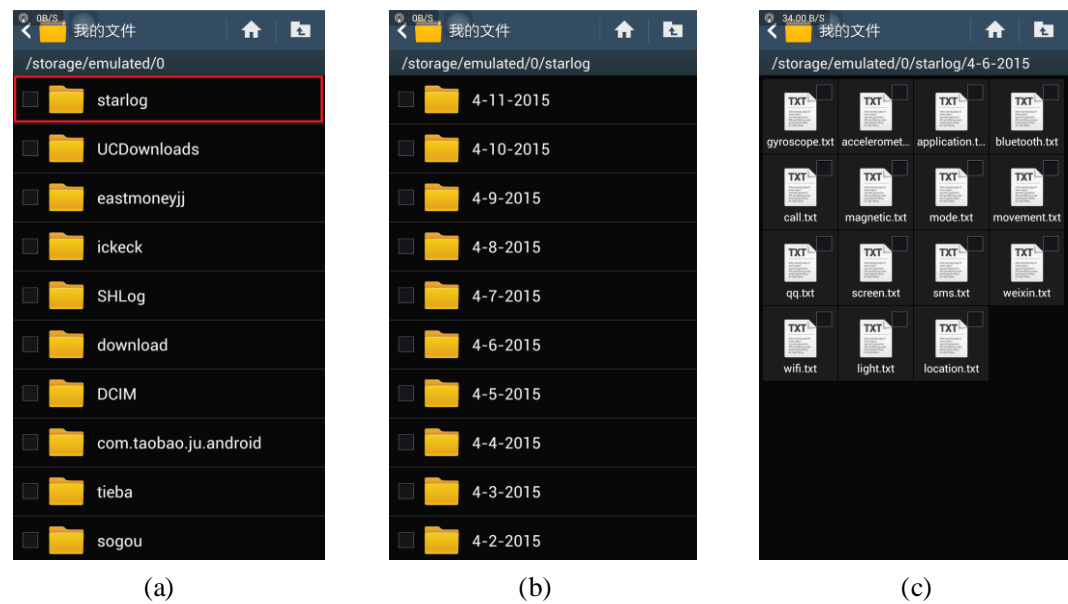 0B/S
我的文件
/storage/emulated/0
starlog
UCDownloads
eastmoneyjj
ickeck
SHLog
download
DCIM
com.taobao.ju.android
tieba
sogou
(a)
0B/S
我的文件
/storage/emulated/0/starlog
4-11-2015
4-10-2015
4-9-2015
4-8-2015
4-7-2015
4-6-2015
4-5-2015
4-4-2015
4-3-2015
4-2-2015
(b)
34.00 B/S
我的文件
/storage/emulated/0/starlog/4-6-2015
TXT TXT TXT TXT
gyroscope.txt acceleromet... application.t... bluetooth.txt
TXT TXT TXT TXT
call.txt magnetic.txt mode.txt movement.txt
TXT TXT TXT TXT
qq.txt screen.txt sms.txt weixin.txt
TXT TXT TXT
wifi.txt light.txt location.txt
(c)